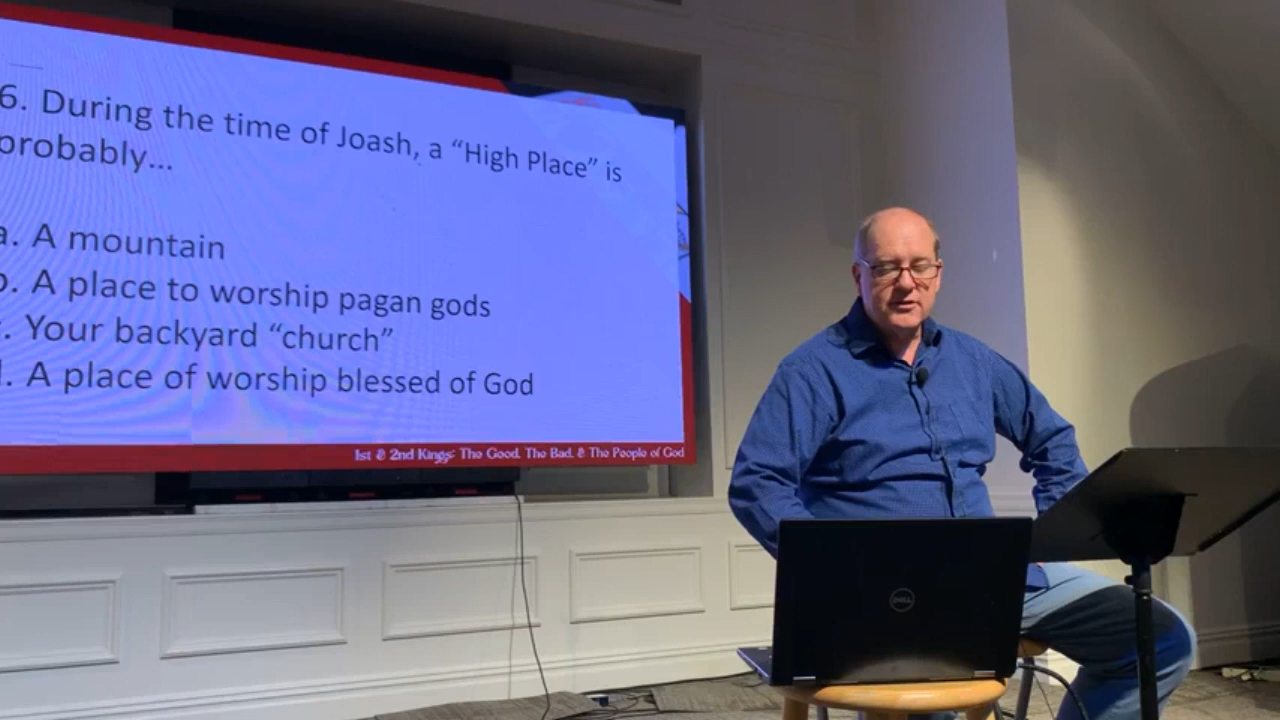 6. During the time of Joash, a “High Place” is
probably...
a. A mountain
b. A place to worship pagan gods
. Your backyard “church”
. A place of worship blessed of God
1st & 2nd Kings: The Good, The Bad, & The People of God
DELL